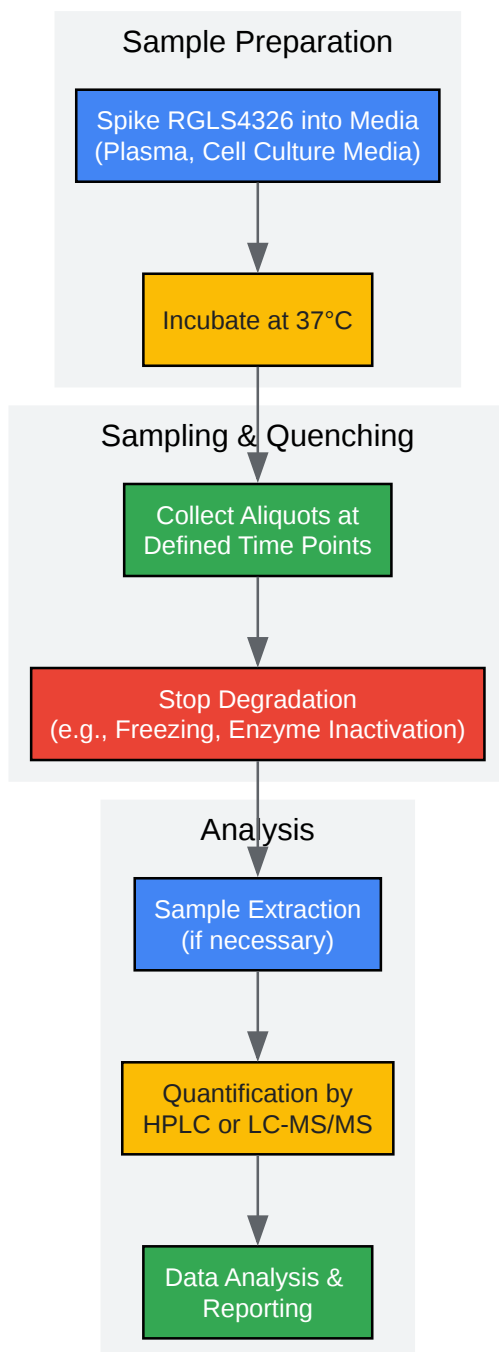 Sample Preparation
Spike RGLS4326 into Media
(Plasma, Cell Culture Media)
Incubate at 37°C
Sampling & Quenching
Collect Aliquots at
Defined Time Points
Stop Degradation
(e.g., Freezing, Enzyme Inactivation)
Analysis
Sample Extraction
(if necessary)
Quantification by
HPLC or LC-MS/MS
Data Analysis &
Reporting